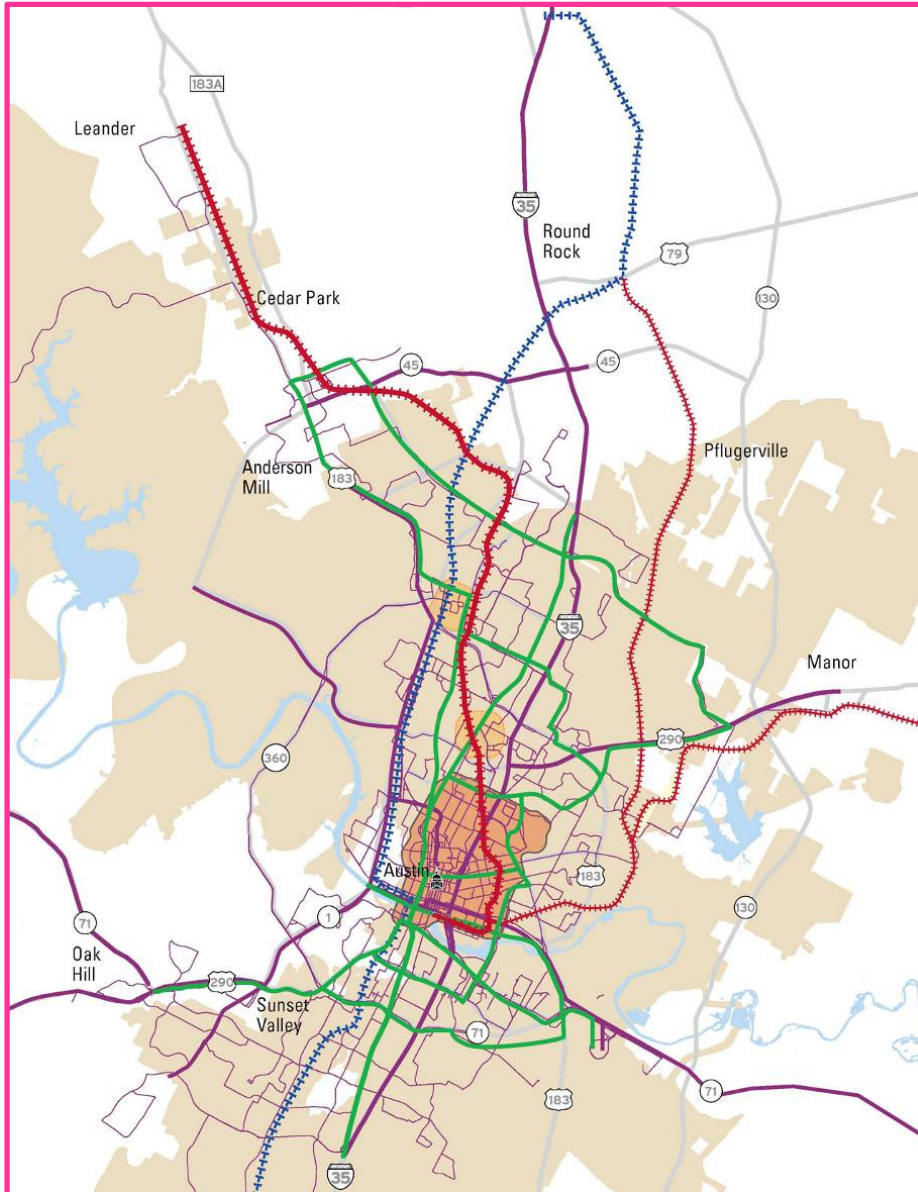 183A
Leander
35
Round
Rock
79
Cedar Park
130
45
45
Anderson
Mill
183
Pflugerville
35
Manor
360
290
Austin
183
1
130
71
Oak
Hill
290
Sunset
Valley
71
183
71
35